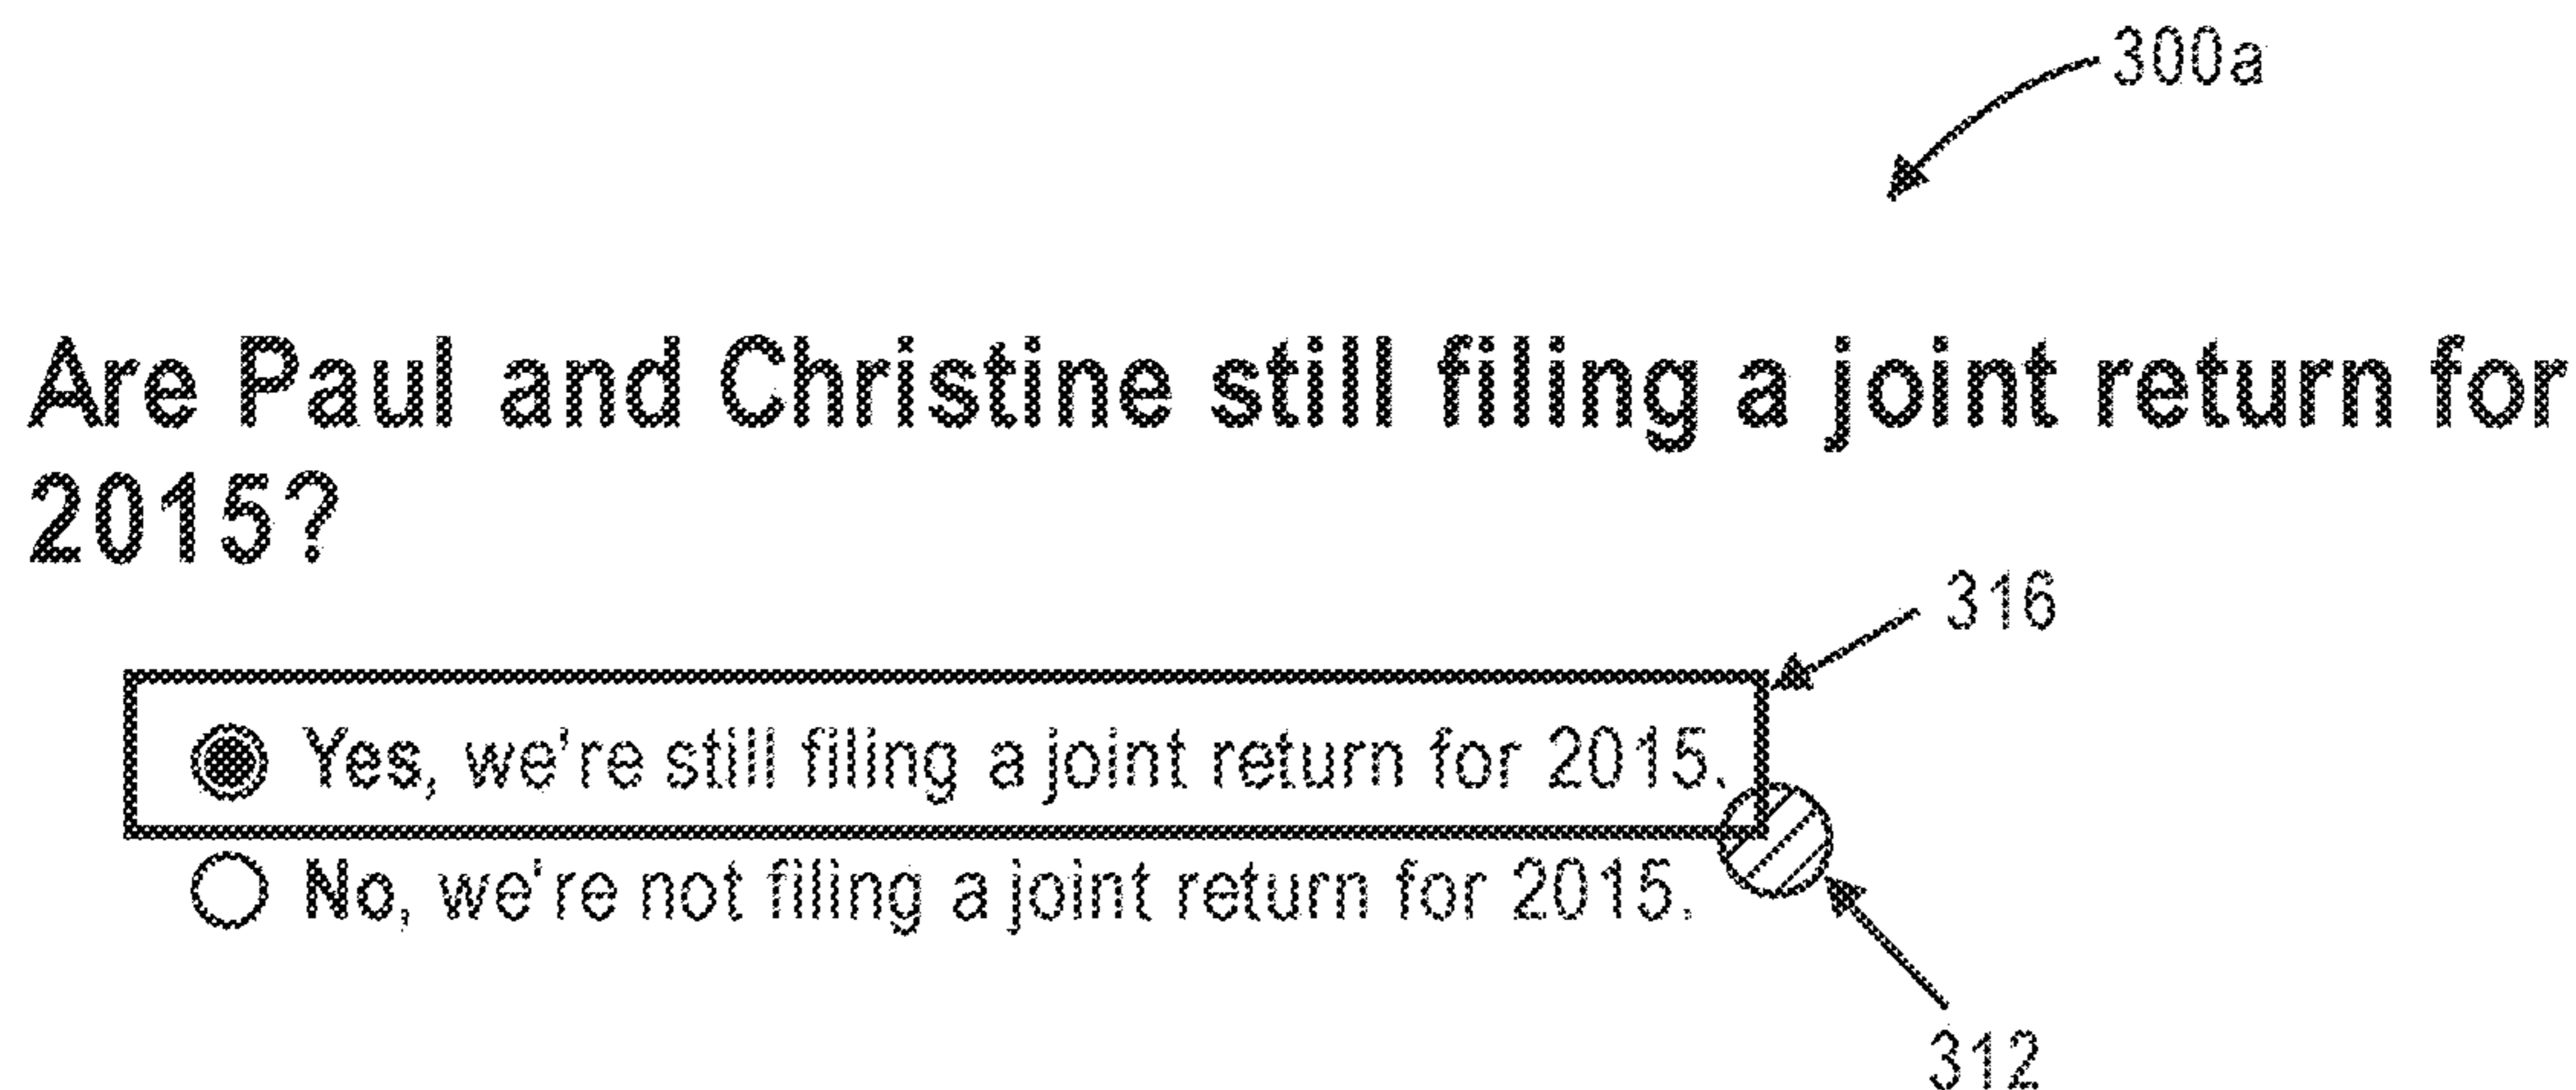 300a
Are Paul and Christine still filing a joint return for
2015?
316
Yes, we're still filing a joint return for 2015.
No, we're not filing a joint return for 2015.
312